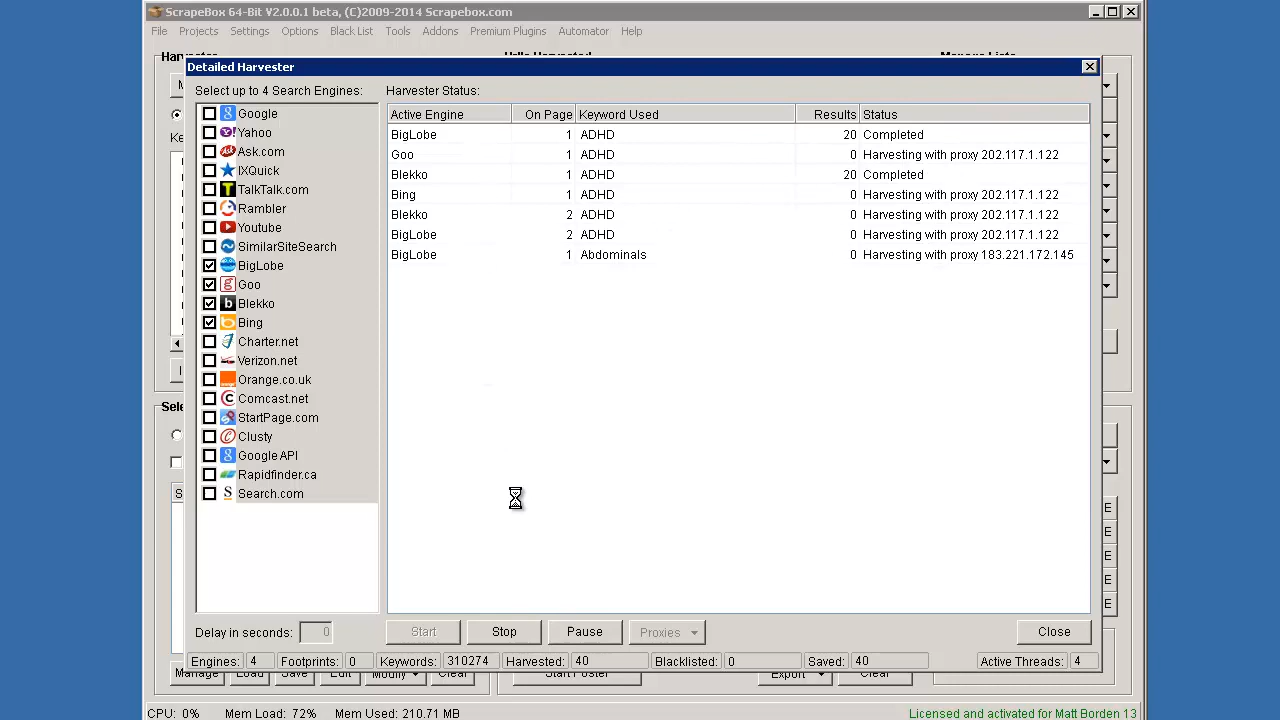 ScrapeBox 64-Bit V2.0.0.1 beta, (C)2009-2014 Scrapebox.com
File Projects Settings Options Black List Tools Addons Premium Plugins Automator Help
Detailed Harvester
Select up to 4 Search Engines:
Google
Yahoo
Ask.com
IXQuick
TalkTalk.com
Rambler
Youtube
SimilarSiteSearch
BigLobe
Goo
Blekko
Bing
Charter.net
Verizon.net
Orange.co.uk
Comcast.net
StartPage.com
Clusty
Google API
Rapidfinder.ca
Search.com
Harvester Status:
Active Engine On Page Keyword Used Results Status
BigLobe 1 ADHD 20 Completed
Goo 1 ADHD 0 Harvesting with proxy 202.117.1.122
Blekko 1 ADHD 20 Completed
Bing 1 ADHD 0 Harvesting with proxy 202.117.1.122
Blekko 2 ADHD 0 Harvesting with proxy 202.117.1.122
BigLobe 2 ADHD 0 Harvesting with proxy 202.117.1.122
BigLobe 1 Abdominals 0 Harvesting with proxy 183.221.172.145
Delay in seconds: 0 Start Stop Pause Proxies Close
Engines: 4 Footprints: 0 Keywords: 310274 Harvested: 40 Blacklisted: 0 Saved: 40 Active Threads: 4
Manage Load Save Edit Modify Clear Start Poster Export Clear
CPU: 0% Mem Load: 72% Mem Used: 210.71 MB Licensed and activated for Matt Borden 13